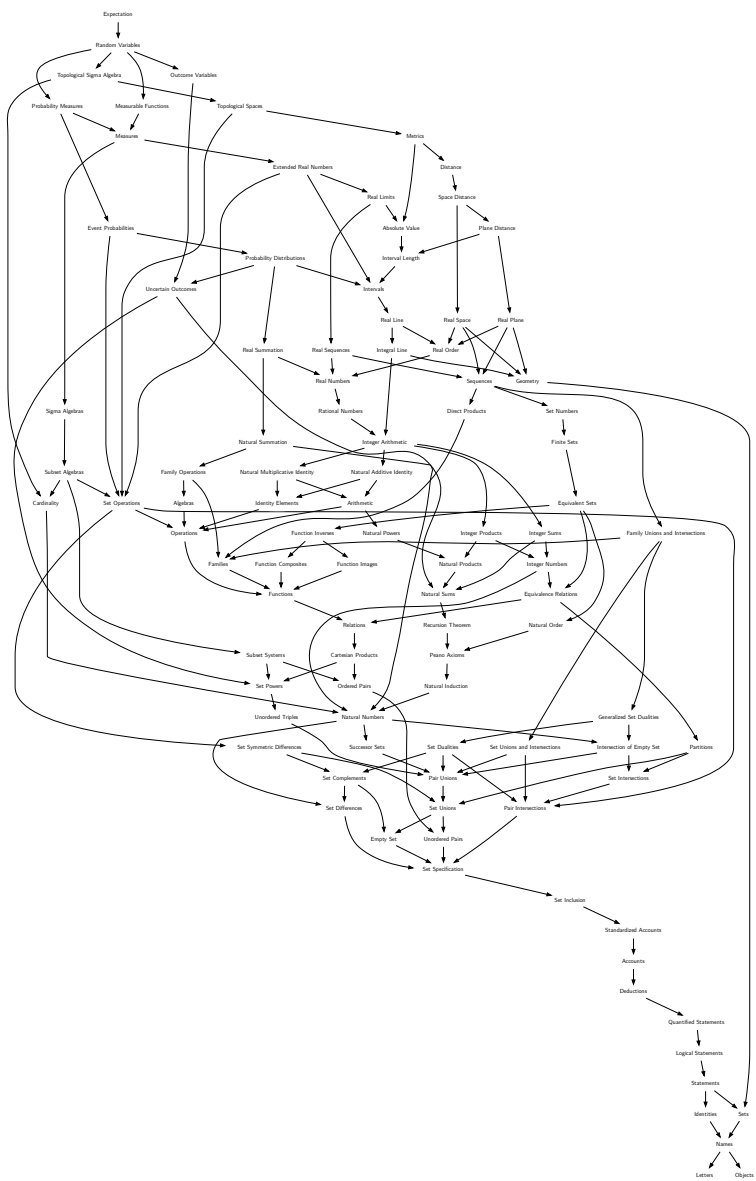 Expectation
Random Variables
Topological Sigma Algebra
Outcome Variables
Probability Measures
Measurable Functions
Topological Spaces
Measures
Metrics
Extended Real Numbers
Distance
Real Limits
Space Distance
Event Probabilities
Absolute Value
Plane Distance
Probability Distributions
Interval Length
Uncertain Outcomes
Intervals
Real Line
Real Space
Real Plane
Real Summation
Real Sequences
Integral Line
Real Order
Real Numbers
Sequences
Geometry
Sigma Algebras
Rational Numbers
Direct Products
Set Numbers
Natural Summation
Integer Arithmetic
Finite Sets
Subset Algebras
Family Operations
Natural Multiplicative Identity
Natural Additive Identity
Cardinality
Set Operations
Algebras
Identity Elements
Arithmetic
Equivalent Sets
Operations
Function Inverses
Natural Powers
Integer Products
Integer Sums
Family Unions and Intersections
Families
Function Composites
Function Images
Natural Products
Integer Numbers
Functions
Natural Sums
Equivalence Relations
Relations
Recursion Theorem
Natural Order
Subset Systems
Cartesian Products
Peano Axioms
Set Powers
Ordered Pairs
Natural Induction
Unordered Triples
Natural Numbers
Generalized Set Dualities
Set Symmetric Differences
Successor Sets
Set Dualities
Set Unions and Intersections
Intersection of Empty Set
Partitions
Set Complements
Pair Unions
Set Intersections
Set Differences
Set Unions
Pair Intersections
Empty Set
Unordered Pairs
Set Specification
Set Inclusion
Standardized Accounts
Accounts
Deductions
Quantified Statements
Logical Statements
Statements
Identities
Sets
Names
Letters
Objects